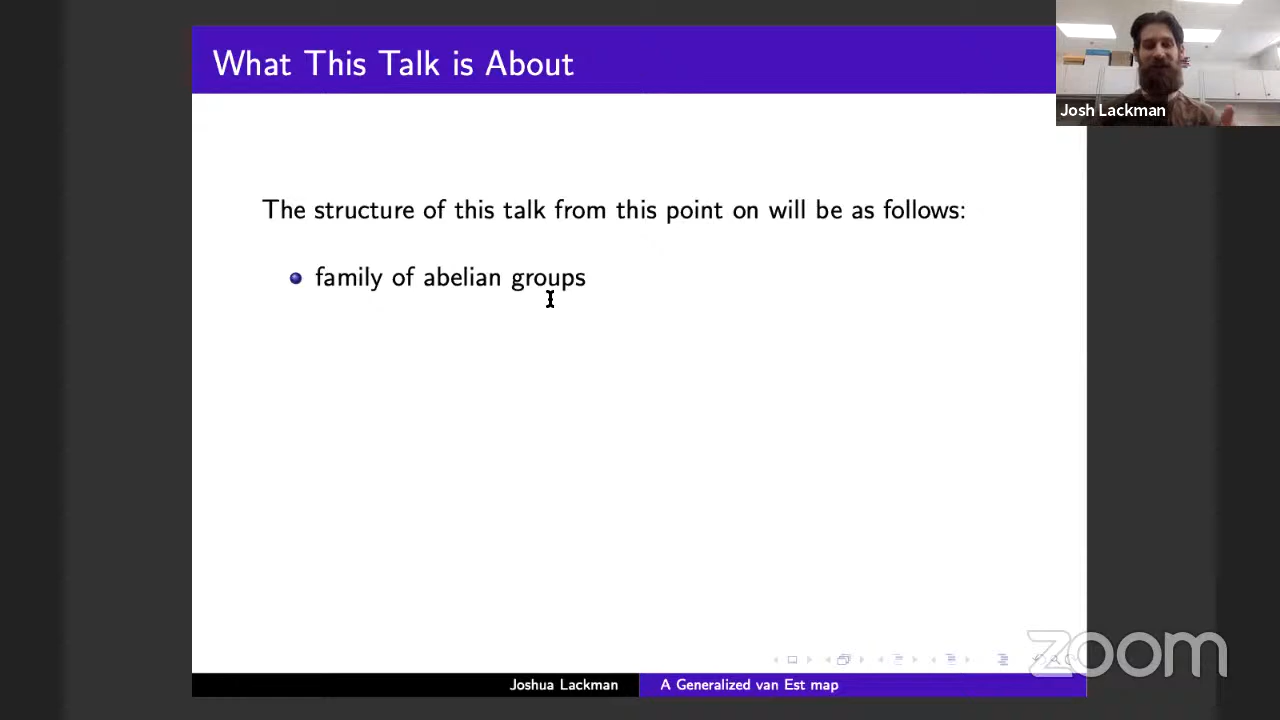 What This Talk is About
Josh Lackman
The structure of this talk from this point on will be as follows:
family of abelian groups
zoom
Joshua Lackman
A Generalized van Est map